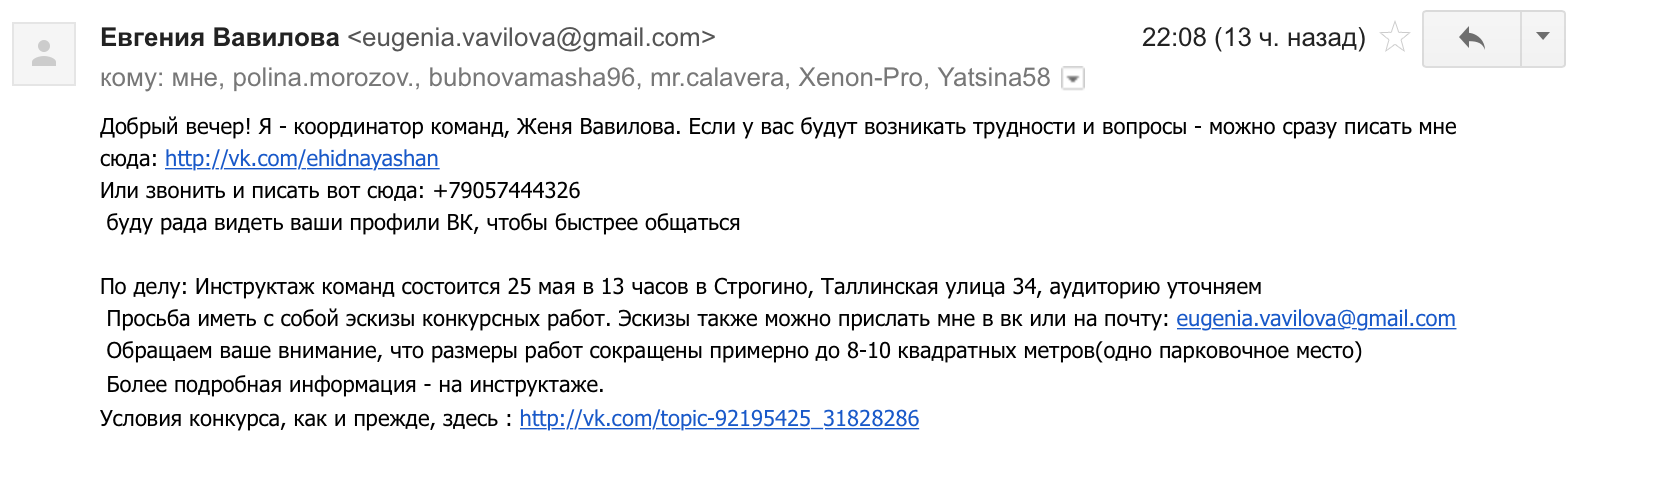 Евгения Вавилова <eugenia.vavilova@gmail.com> 22:08 (13 ч. назад)
кому: мне, polina.morozov., bubnovamasha96, mr.calavera, Xenon-Pro, Yatsina58
Добрый вечер! Я - координатор команд, Женя Вавилова. Если у вас будут возникать трудности и вопросы - можно сразу писать мне
сюда: http://vk.com/ehidnayashan
Или звонить и писать вот сюда: +79057444326
буду рада видеть ваши профили ВК, чтобы быстрее общаться
По делу: Инструктаж команд состоится 25 мая в 13 часов в Строгино, Таллинская улица 34, аудиторию уточняем
Просьба иметь с собой эскизы конкурсных работ. Эскизы также можно прислать мне в вк или на почту: eugenia.vavilova@gmail.com
Обращаем ваше внимание, что размеры работ сокращены примерно до 8-10 квадратных метров(одно парковочное место)
Более подробная информация - на инструктаже.
Условия конкурса, как и прежде, здесь : http://vk.com/topic-92195425_31828286